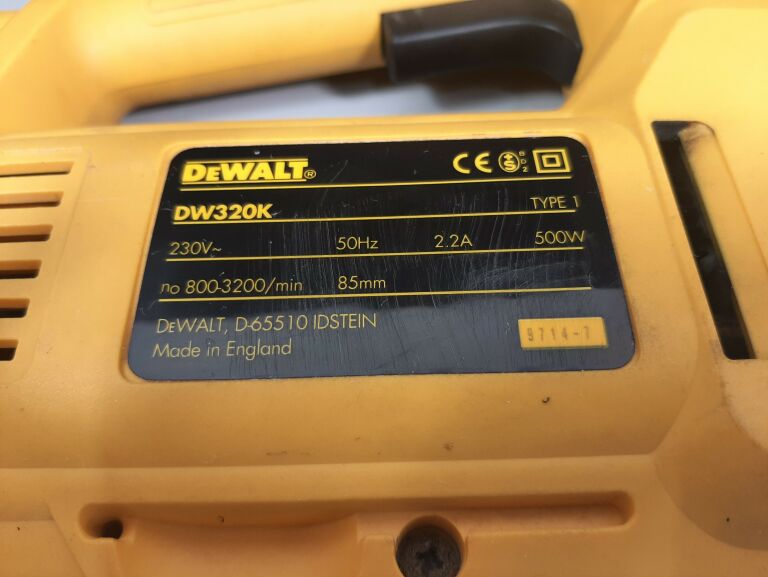 DEWALT®
CE S BD2
DW320K TYPE 1
230V~ 50Hz 2.2A 500W
no 800-3200/min 85mm
DEWALT, D-65510 IDSTEIN
Made in England
9714-7